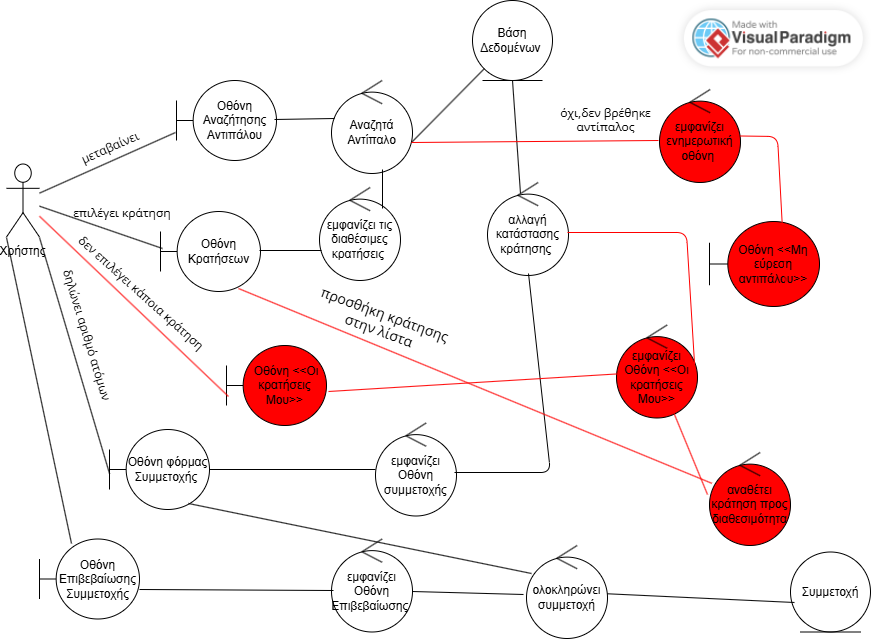 Made with
Visual Paradigm
For non-commercial use
Βάση
Δεδομένων
Οθόνη
Αναζήτησης
Αντιπάλου
Αναζητά
Αντίπαλο
όχι,δεν βρέθηκε
αντίπαλος
εμφανίζει
ενημερωτική
οθόνη
μεταβαίνει
Χρήστης
επιλέγει κράτηση
Οθόνη
Κρατήσεων
εμφανίζει τις
διαθέσιμες
κρατήσεις
αλλαγή
κατάστασης
κράτησης
Οθόνη <<Μη
εύρεση
αντιπάλου>>
δεν επιλέγει κάποια κράτηση
δηλώνει αριθμό ατόμων
προσθήκη κράτησης
στην λίστα
Οθόνη <<Οι
κρατήσεις
Μου>>
εμφανίζει
Οθόνη <<Οι
κρατήσεις
Μου>>
Οθόνη φόρμας
Συμμετοχής
εμφανίζει
Οθόνη
συμμετοχής
αναθέτει
κράτηση προς
διαθεσιμότητα
Οθόνη
Επιβεβαίωσης
Συμμετοχής
εμφανίζει
Οθόνη
Επιβεβαίωσης
ολοκληρώνει
συμμετοχή
Συμμετοχή